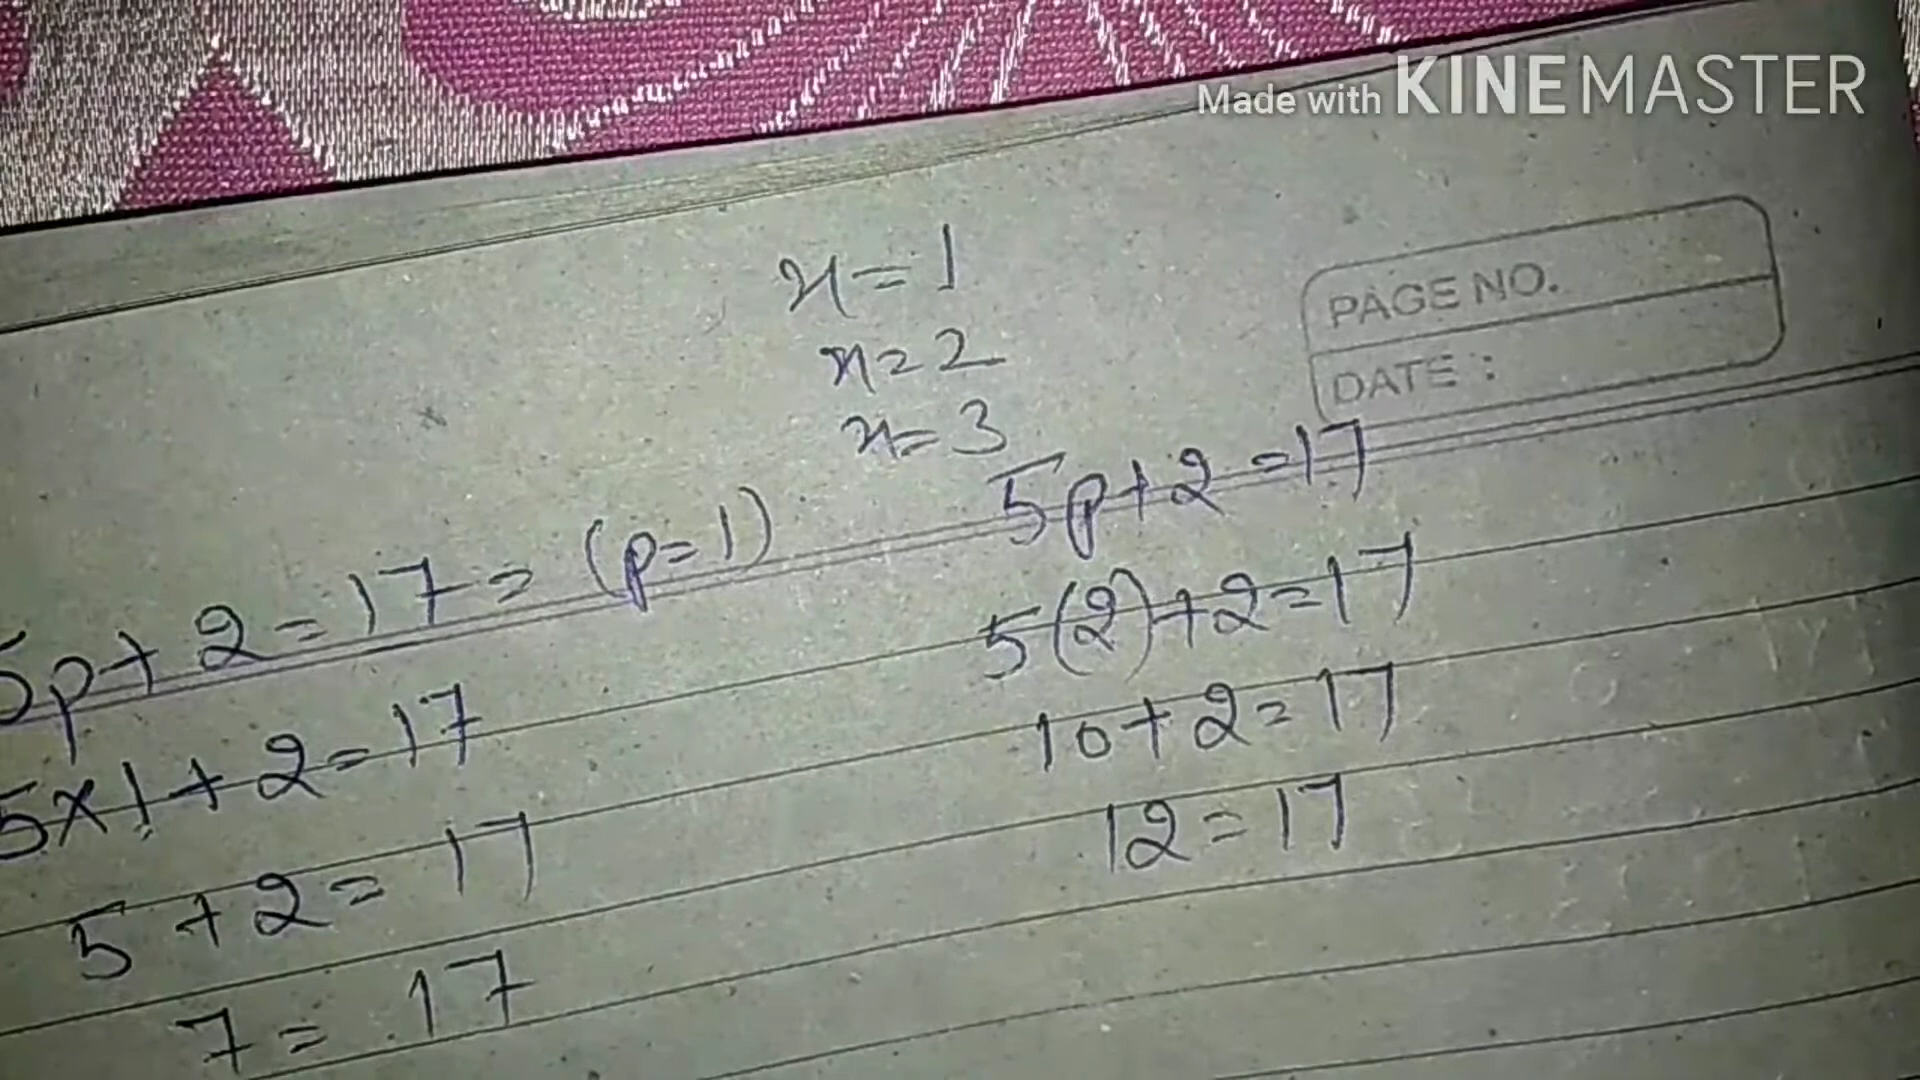 Made with KINEMASTER
PAGE NO.
DATE :
x = 1
x = 2
x = 3
5p + 2 = 17 = (p = 1)
5 x 1 + 2 = 17
5 + 2 = 17
7 = 17
5p + 2 = 17
5(2) + 2 = 17
10 + 2 = 17
12 = 17